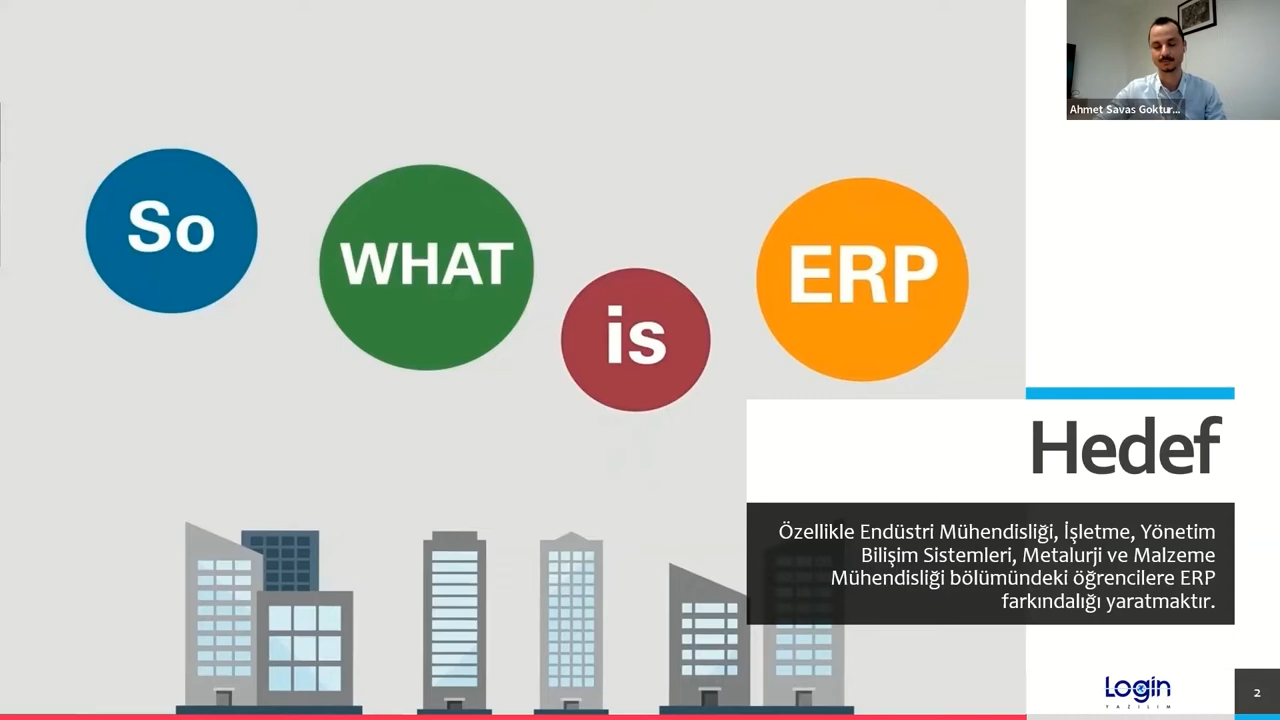 Ahmet Savas Goktur...
So
WHAT
is
ERP
Hedef
Özellikle Endüstri Mühendisliği, İşletme, Yönetim
Bilişim Sistemleri, Metalurji ve Malzeme
Mühendisliği bölümündeki öğrencilere ERP
farkındalığı yaratmaktır.
Login
YAZILIM
2